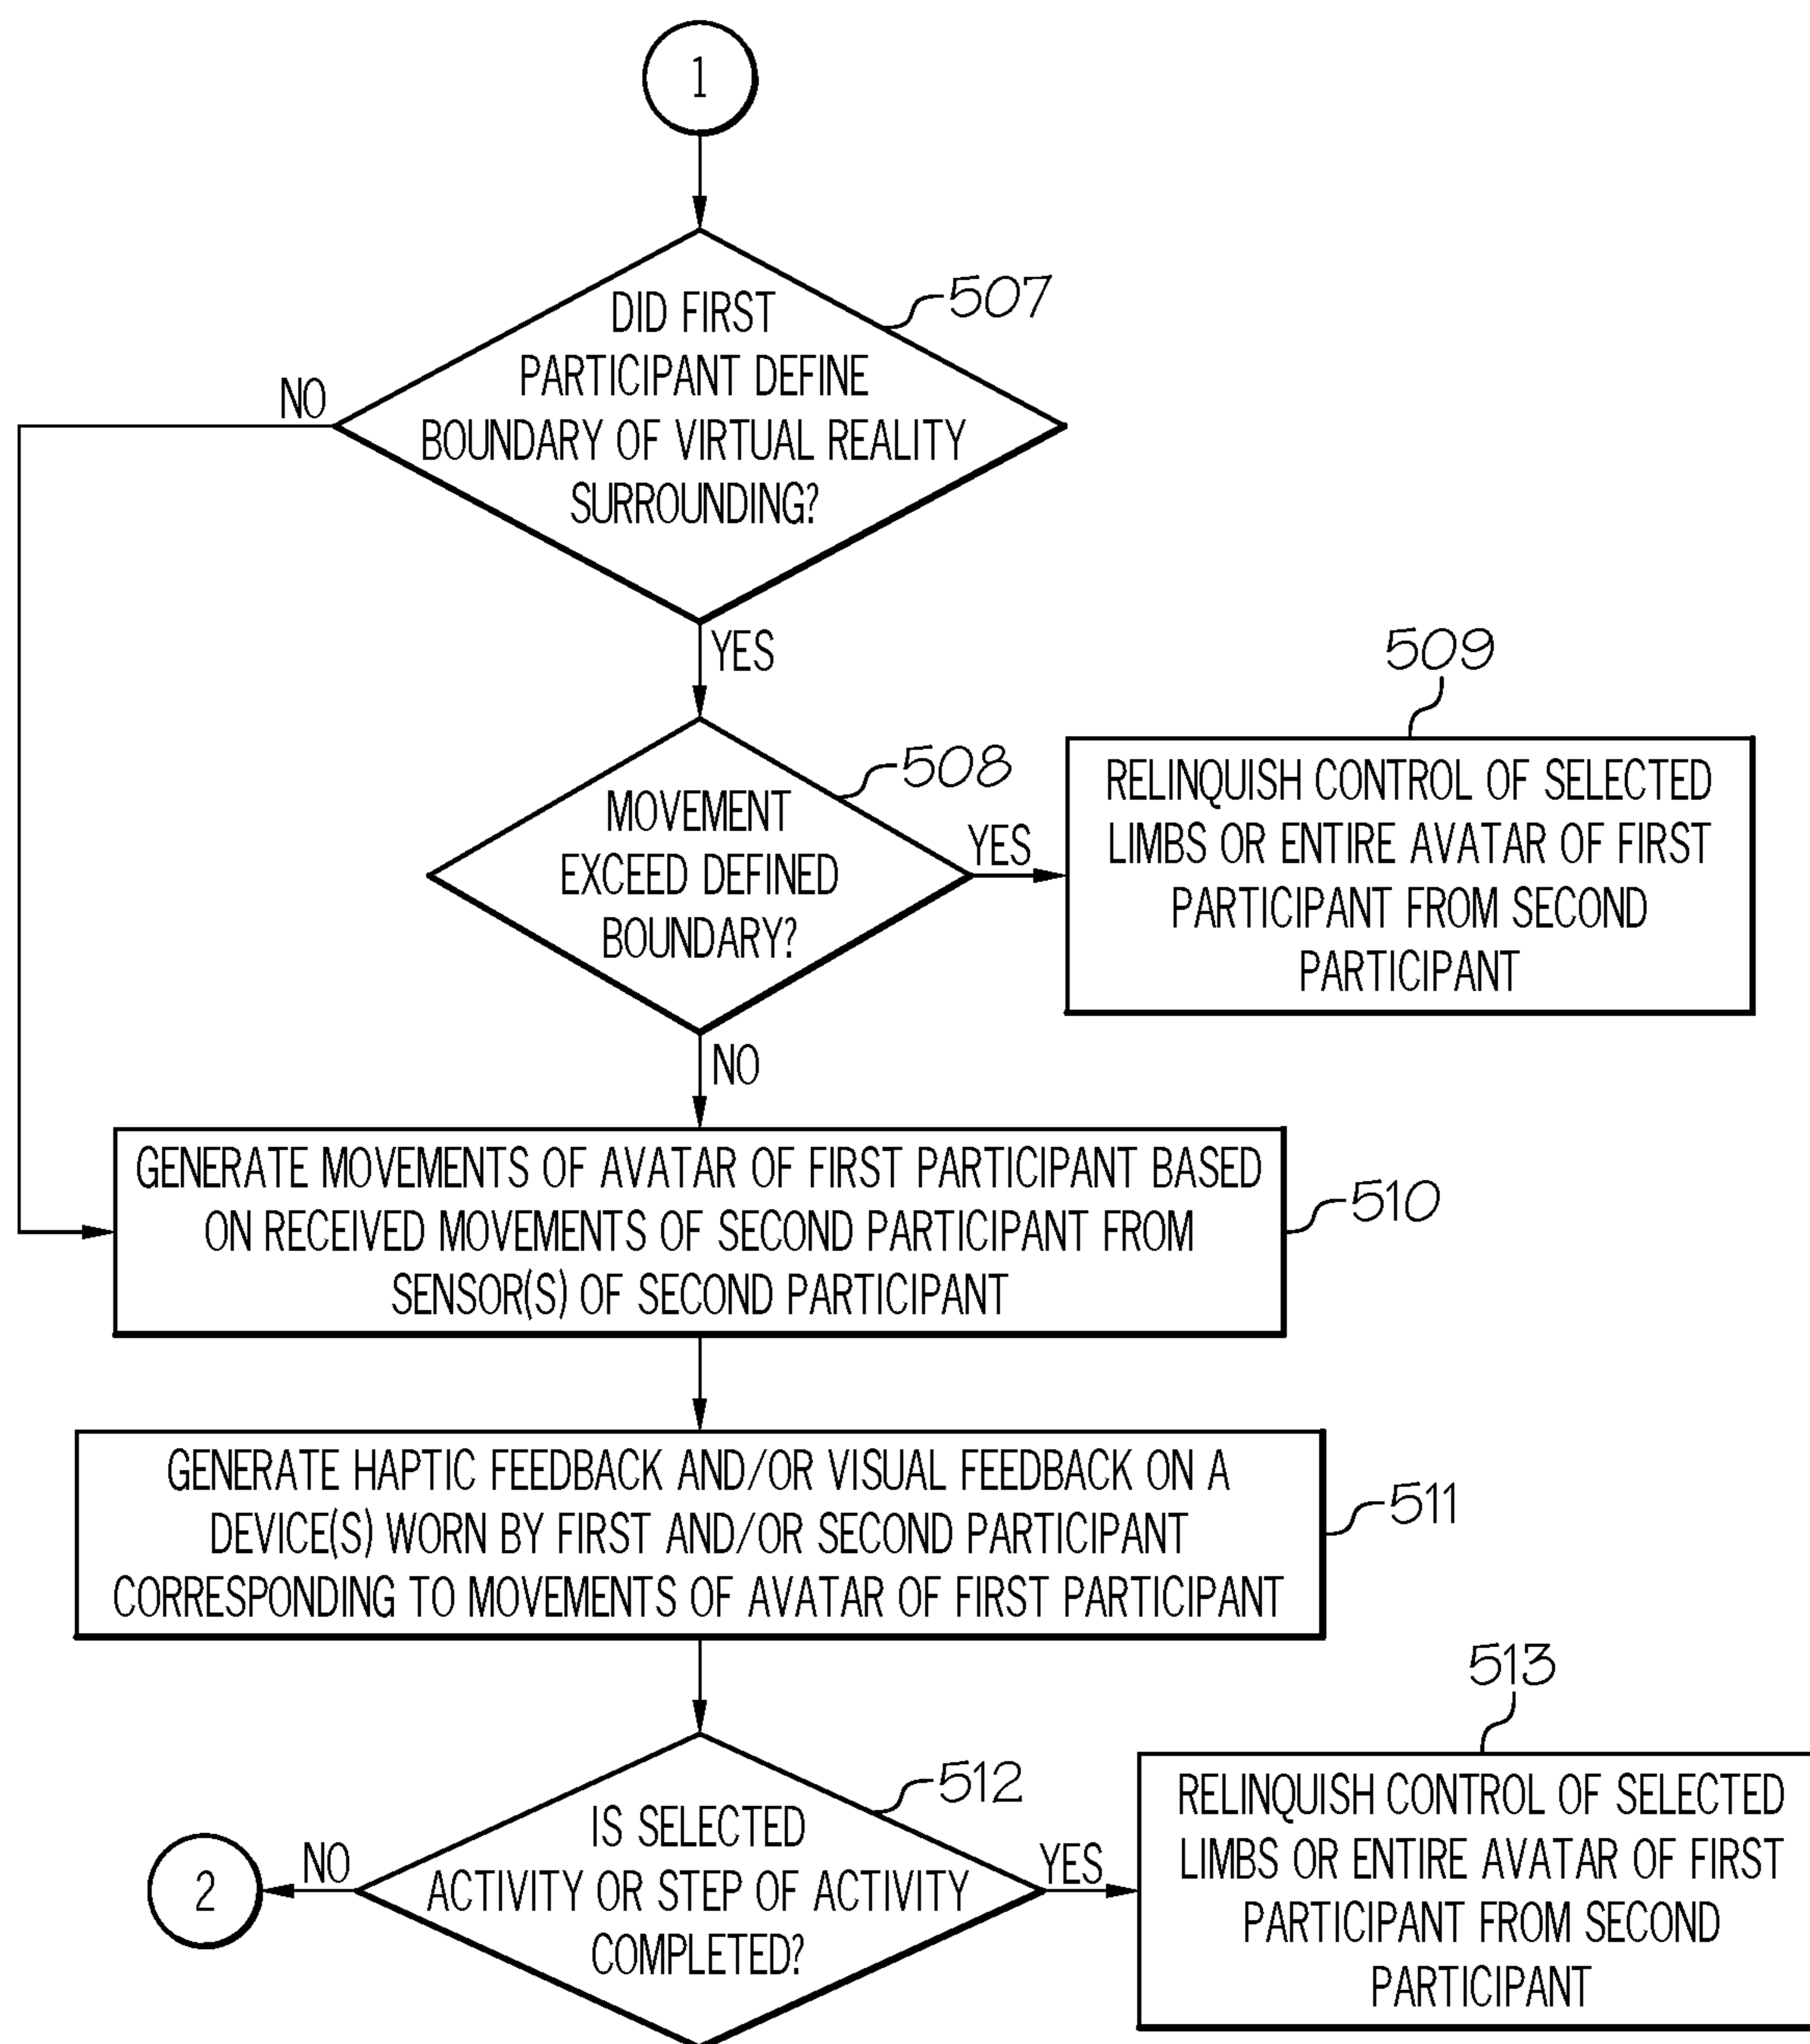 1
DID FIRST
PARTICIPANT DEFINE
BOUNDARY OF VIRTUAL REALITY
SURROUNDING?
507
NO
YES
MOVEMENT
EXCEED DEFINED
BOUNDARY?
508
YES
509
RELINQUISH CONTROL OF SELECTED
LIMBS OR ENTIRE AVATAR OF FIRST
PARTICIPANT FROM SECOND
PARTICIPANT
NO
GENERATE MOVEMENTS OF AVATAR OF FIRST PARTICIPANT BASED
ON RECEIVED MOVEMENTS OF SECOND PARTICIPANT FROM
SENSOR(S) OF SECOND PARTICIPANT
510
GENERATE HAPTIC FEEDBACK AND/OR VISUAL FEEDBACK ON A
DEVICE(S) WORN BY FIRST AND/OR SECOND PARTICIPANT
CORRESPONDING TO MOVEMENTS OF AVATAR OF FIRST PARTICIPANT
511
IS SELECTED
ACTIVITY OR STEP OF ACTIVITY
COMPLETED?
512
NO
2
YES
513
RELINQUISH CONTROL OF SELECTED
LIMBS OR ENTIRE AVATAR OF FIRST
PARTICIPANT FROM SECOND
PARTICIPANT